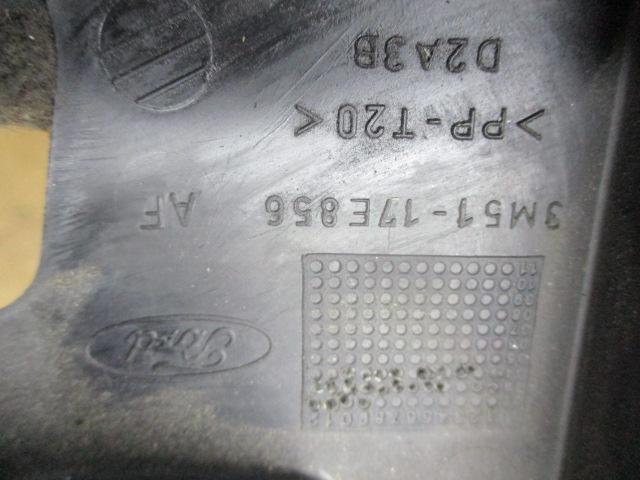 Ford
3M51-17E856 AF
>PP-T20<
D2A3B